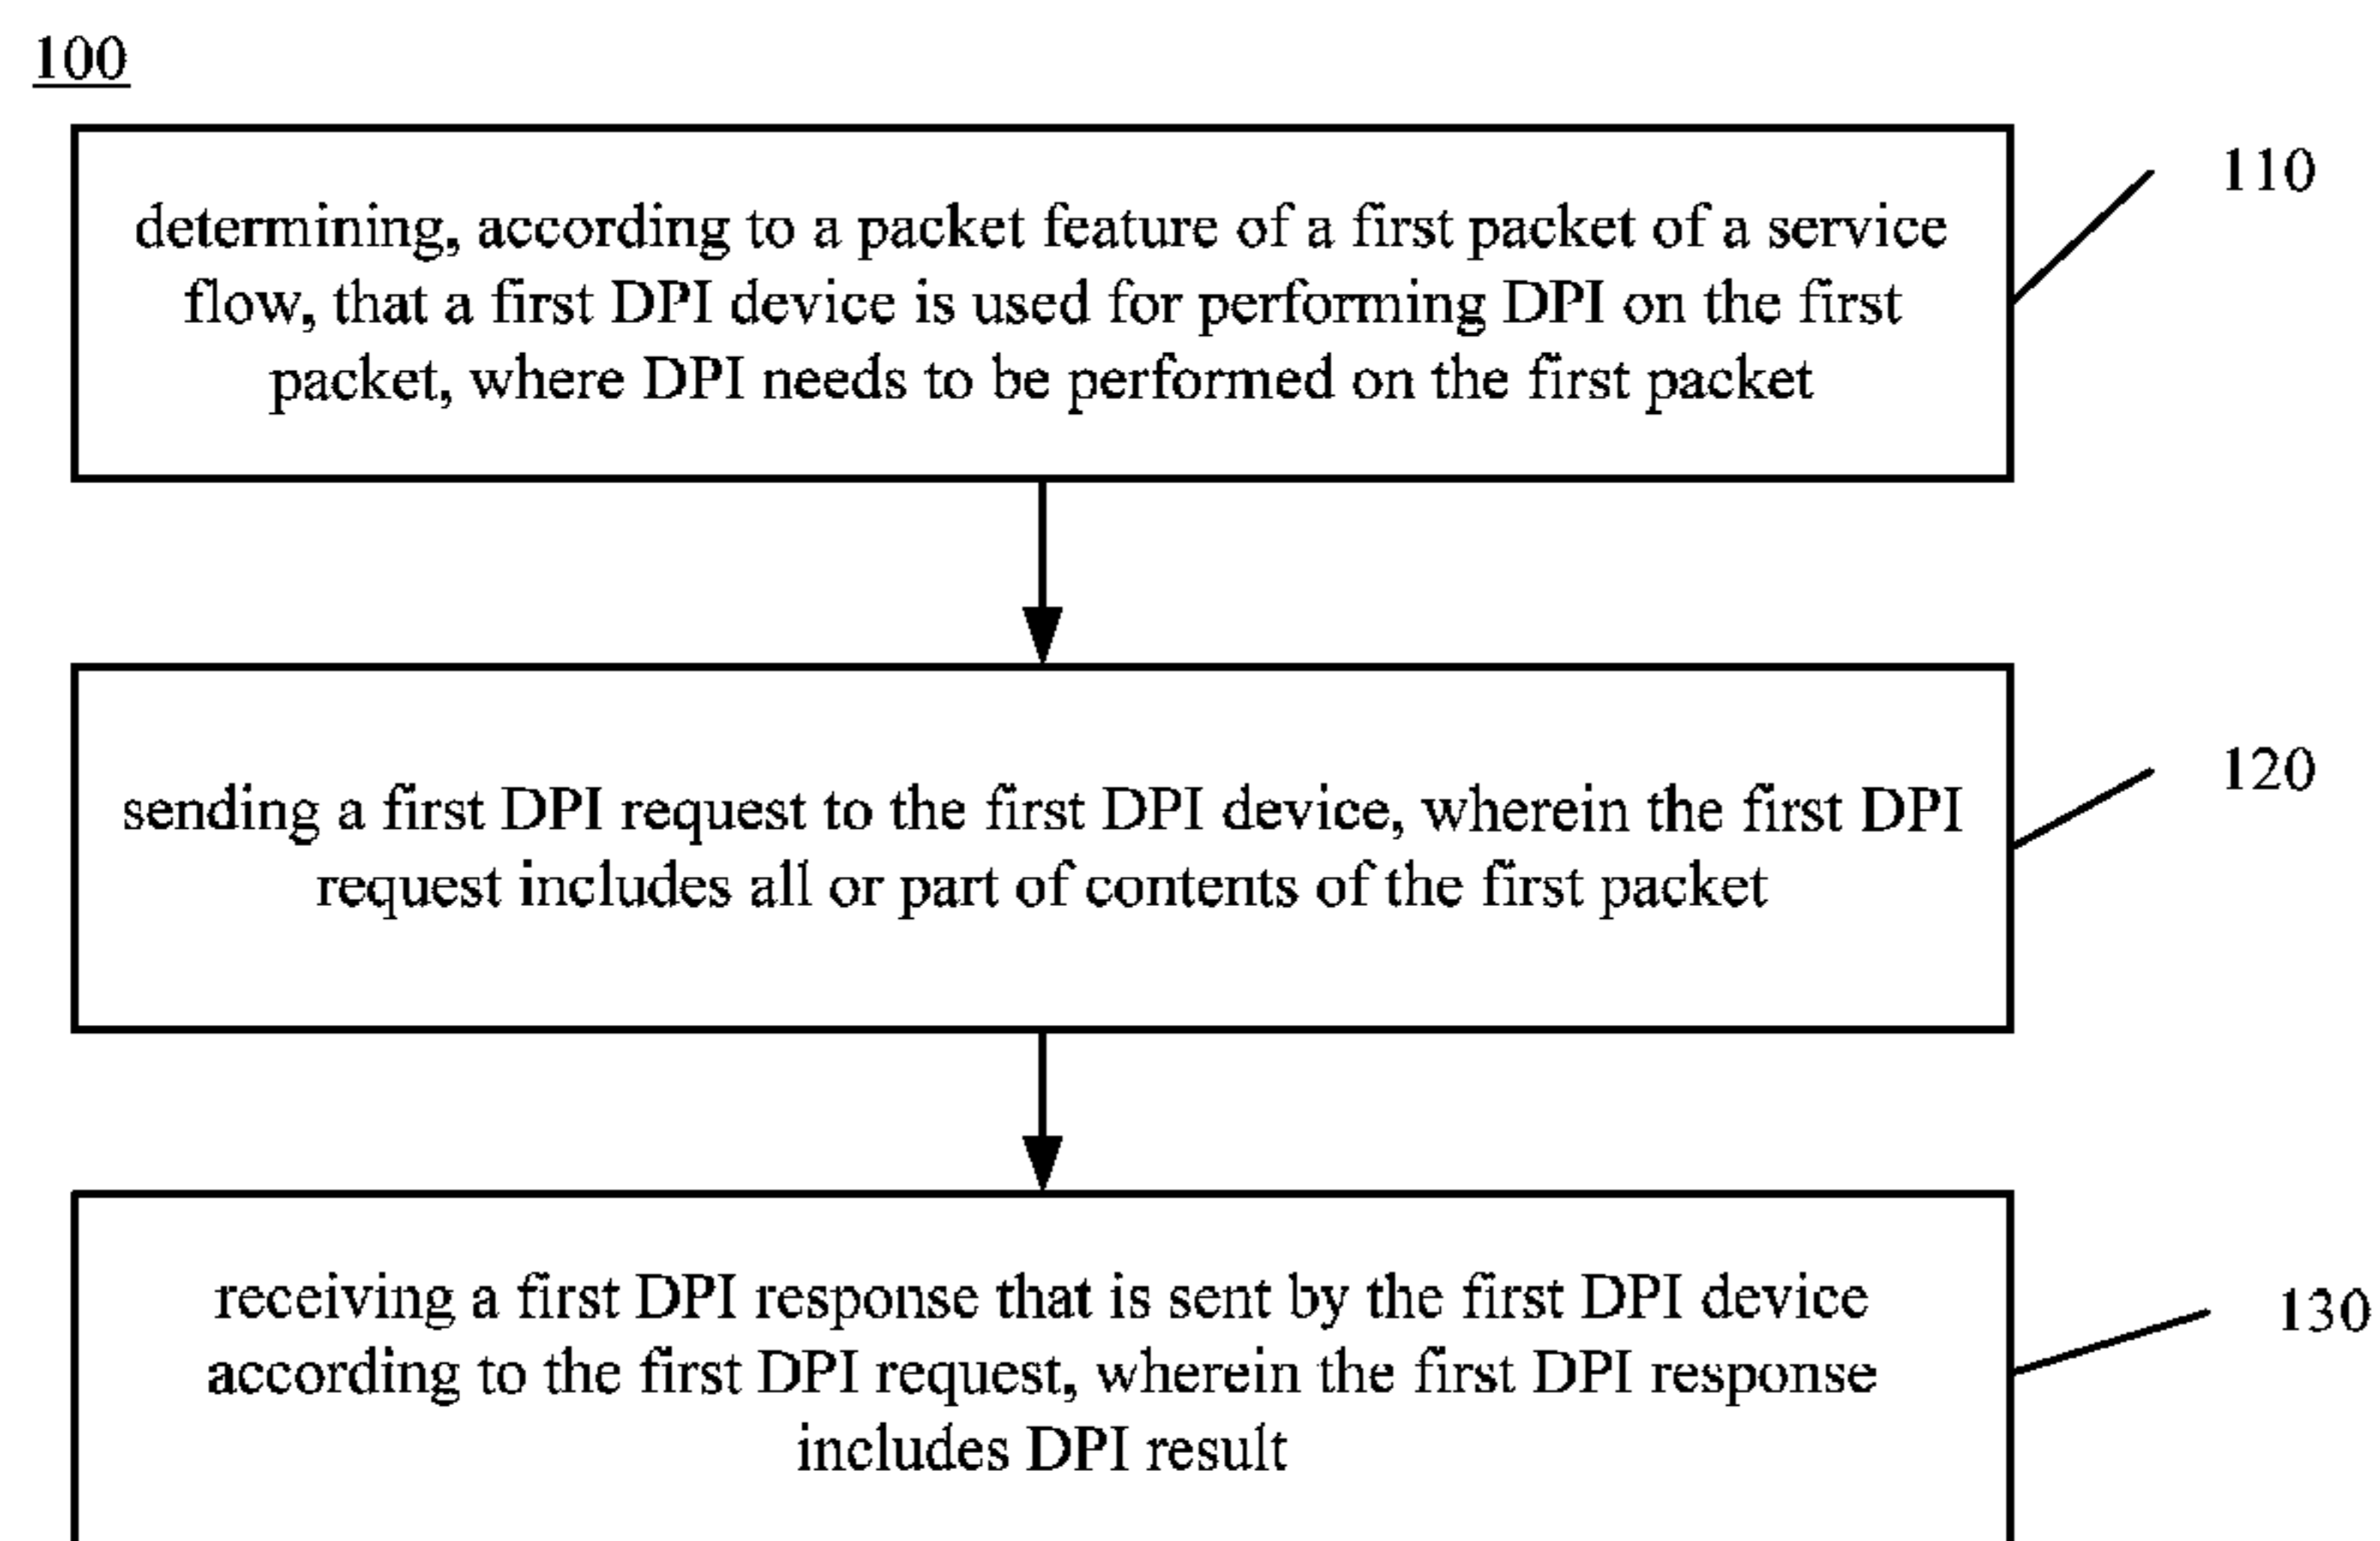 100
determining, according to a packet feature of a first packet of a service
flow, that a first DPI device is used for performing DPI on the first
packet, where DPI needs to be performed on the first packet
110
sending a first DPI request to the first DPI device, wherein the first DPI
request includes all or part of contents of the first packet
120
receiving a first DPI response that is sent by the first DPI device
according to the first DPI request, wherein the first DPI response
includes DPI result
130